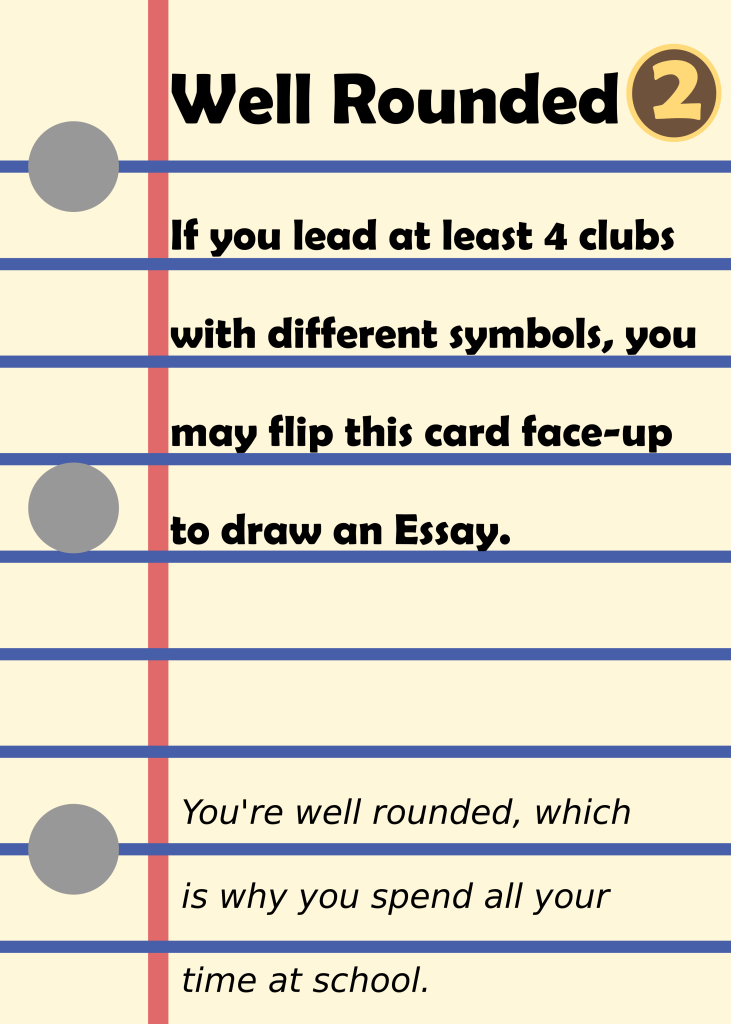 Well Rounded 2
If you lead at least 4 clubs
with different symbols, you
may flip this card face-up
to draw an Essay.
You're well rounded, which
is why you spend all your
time at school.